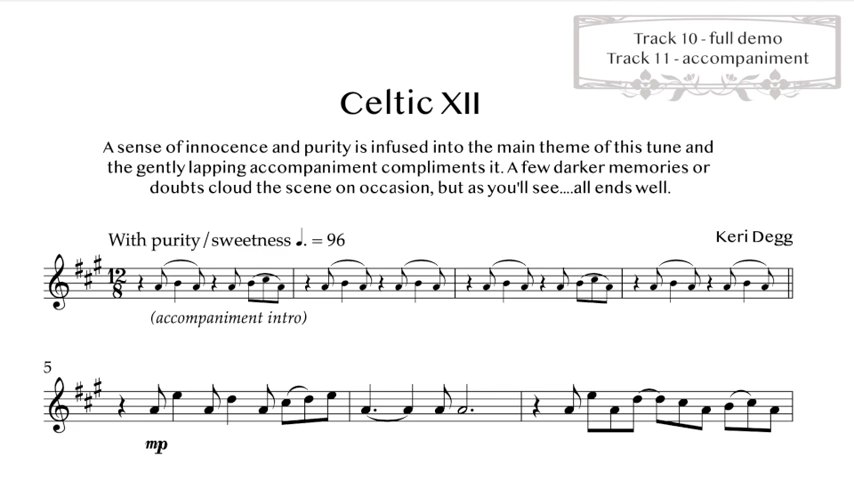 Track 10 - full demo
Track 11 - accompaniment
Celtic XII
A sense of innocence and purity is infused into the main theme of this tune and
the gently lapping accompaniment compliments it. A few darker memories or
doubts cloud the scene on occasion, but as you'll see....all ends well.
With purity/sweetness ♩. = 96
Keri Degg
12
8
(accompaniment intro)
5
mp